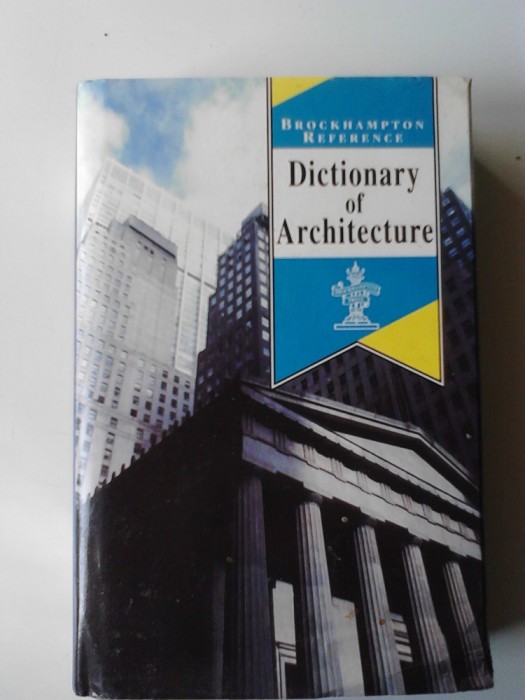 BROCKHAMPTON
REFERENCE
Dictionary
of
Architecture